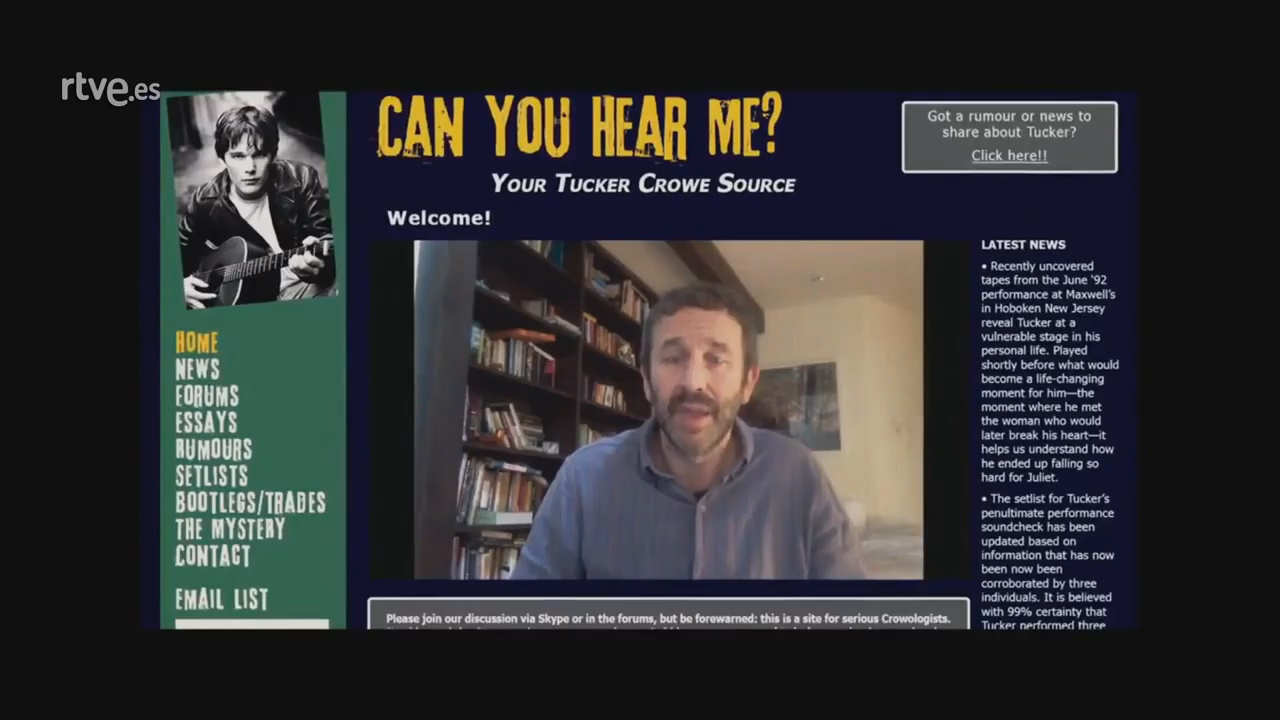 rtve.es
CAN YOU HEAR ME?
YOUR TUCKER CROWE SOURCE
Got a rumour or news to
share about Tucker?
Click here!!
Welcome!
HOME
NEWS
FORUMS
ESSAYS
RUMOURS
SETLISTS
BOOTLEGS/TRADES
THE MYSTERY
CONTACT
EMAIL LIST
LATEST NEWS
• Recently uncovered
tapes from the June '92
performance at Maxwell's
in Hoboken New Jersey
reveal Tucker at a
vulnerable stage in his
personal life. Played
shortly before what would
become a life-changing
moment for him—the
moment where he met
the woman who would
later break his heart—it
helps us understand how
he ended up falling so
hard for Juliet.
• The setlist for Tucker's
penultimate performance
soundcheck has been
updated based on
information that has now
been now been
corroborated by three
individuals. It is believed
with 99% certainty that
Tucker performed three
Please join our discussion via Skype or in the forums, but be forewarned: this is a site for serious Crowologists.